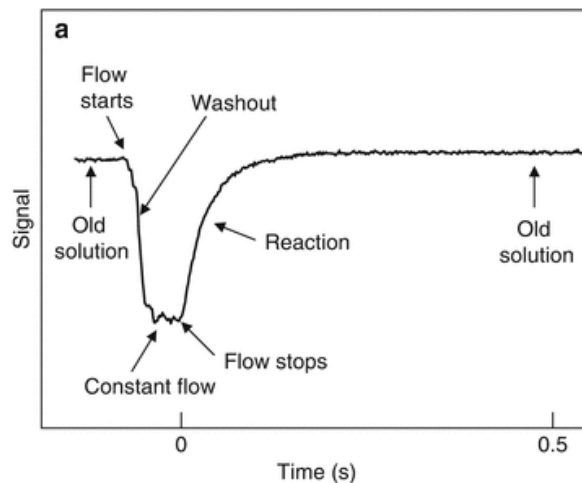 a
Flow
starts
Washout
Signal
Old
solution
Reaction
Old
solution
Flow stops
Constant flow
0
0.5
Time (s)